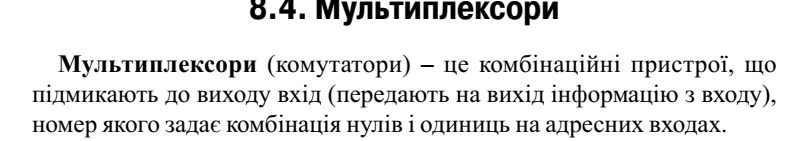 8.4. Мультиплексори
Мультиплексори (комутатори) – це комбінаційні пристрої, що
підмикають до виходу вхід (передають на вихід інформацію з входу),
номер якого задає комбінація нулів і одиниць на адресних входах.